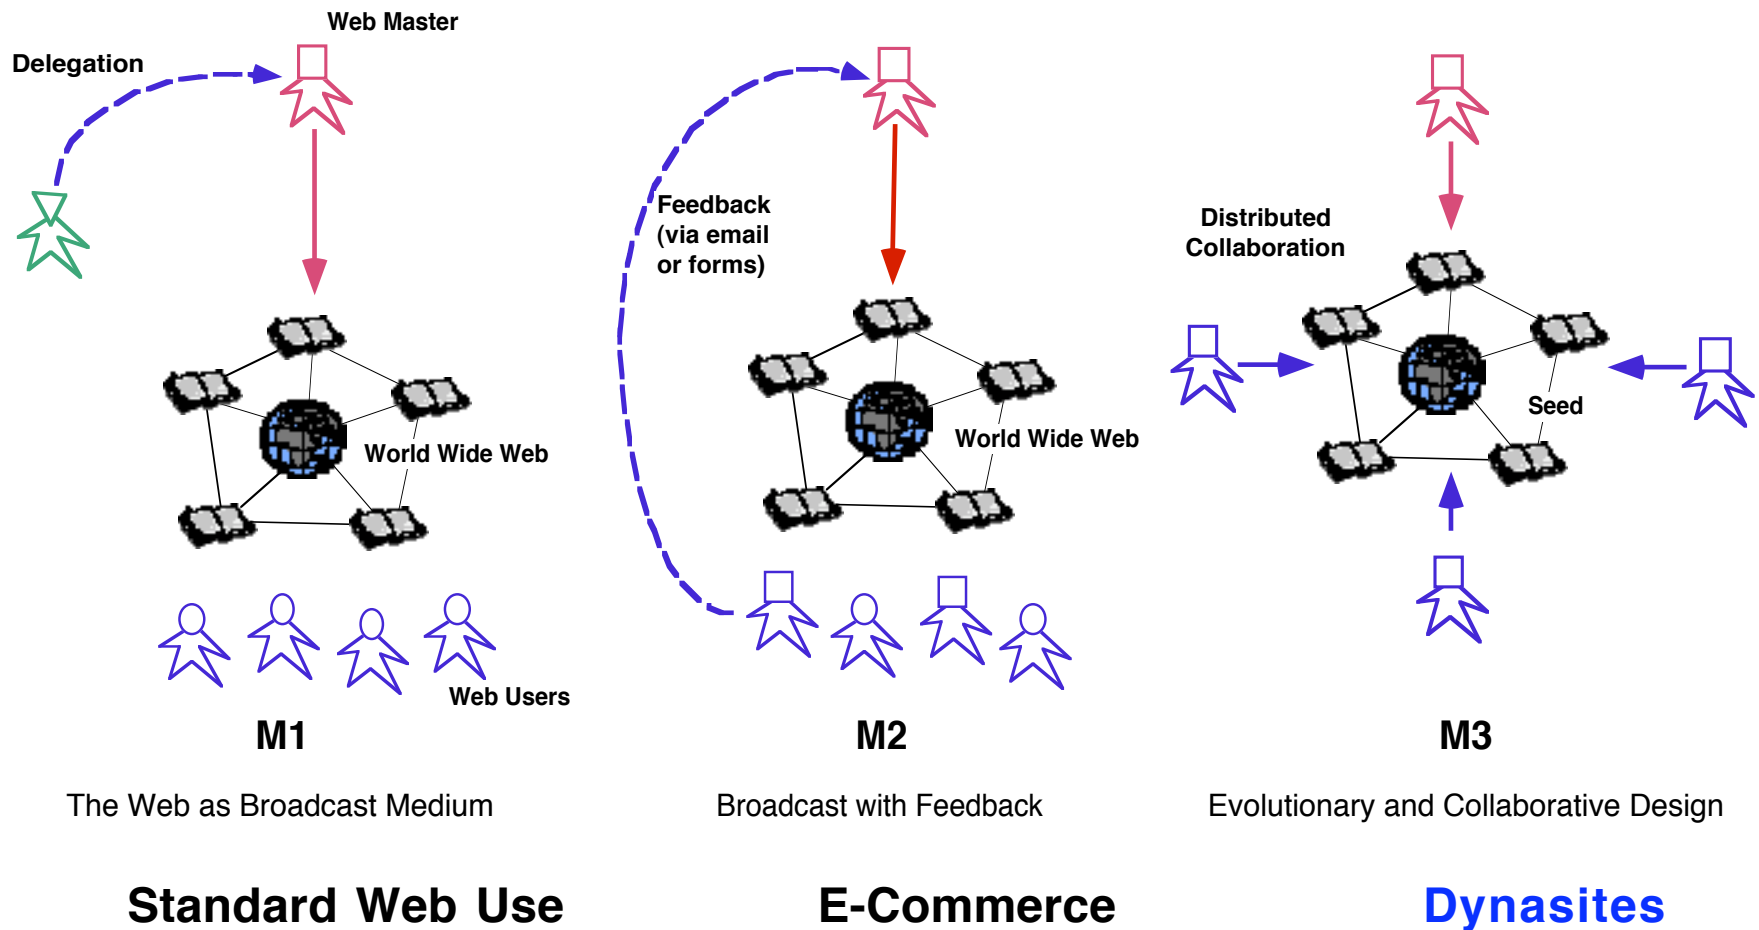 Web Master
Delegation
World Wide Web
Web Users
M1
The Web as Broadcast Medium
Standard Web Use
Feedback
(via email
or forms)
World Wide Web
M2
Broadcast with Feedback
E-Commerce
Distributed
Collaboration
Seed
M3
Evolutionary and Collaborative Design
Dynasites